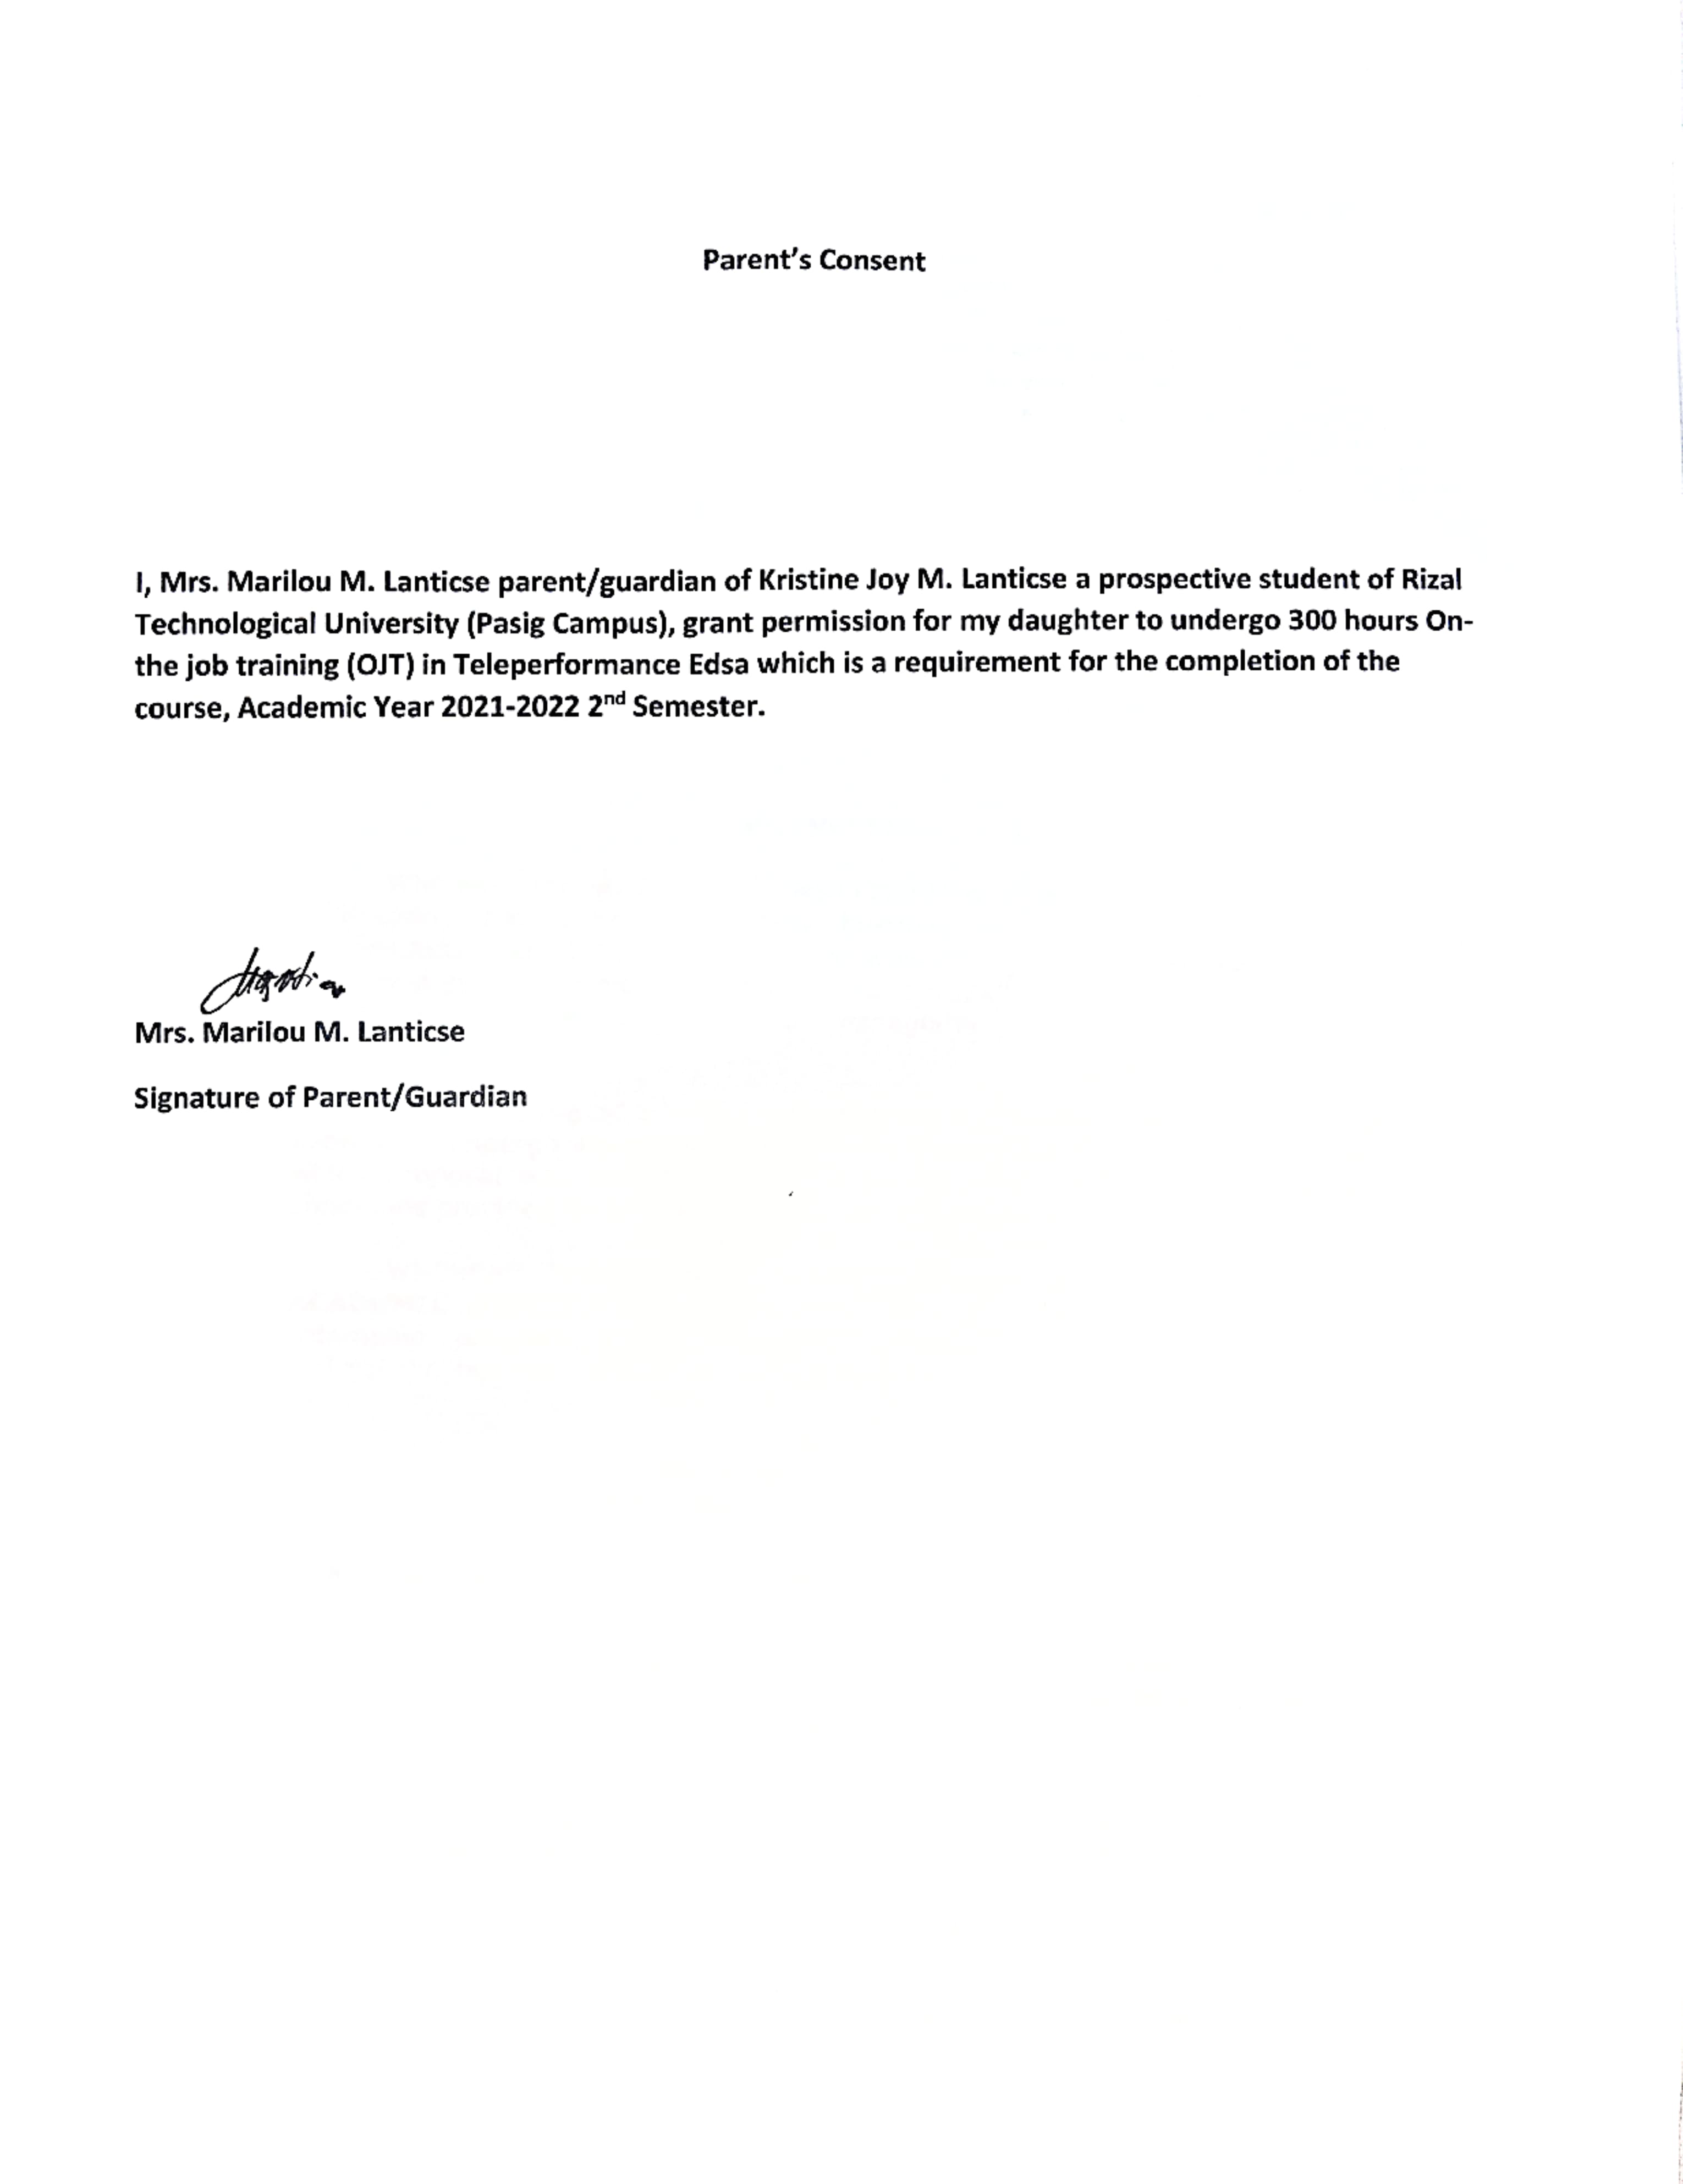 Parent's Consent
I, Mrs. Marilou M. Lanticse parent/guardian of Kristine Joy M. Lanticse a prospective student of Rizal
Technological University (Pasig Campus), grant permission for my daughter to undergo 300 hours On-
the job training (OJT) in Teleperformance Edsa which is a requirement for the completion of the
course, Academic Year 2021-2022 2nd Semester.
Mrs. Marilou M. Lanticse
Signature of Parent/Guardian